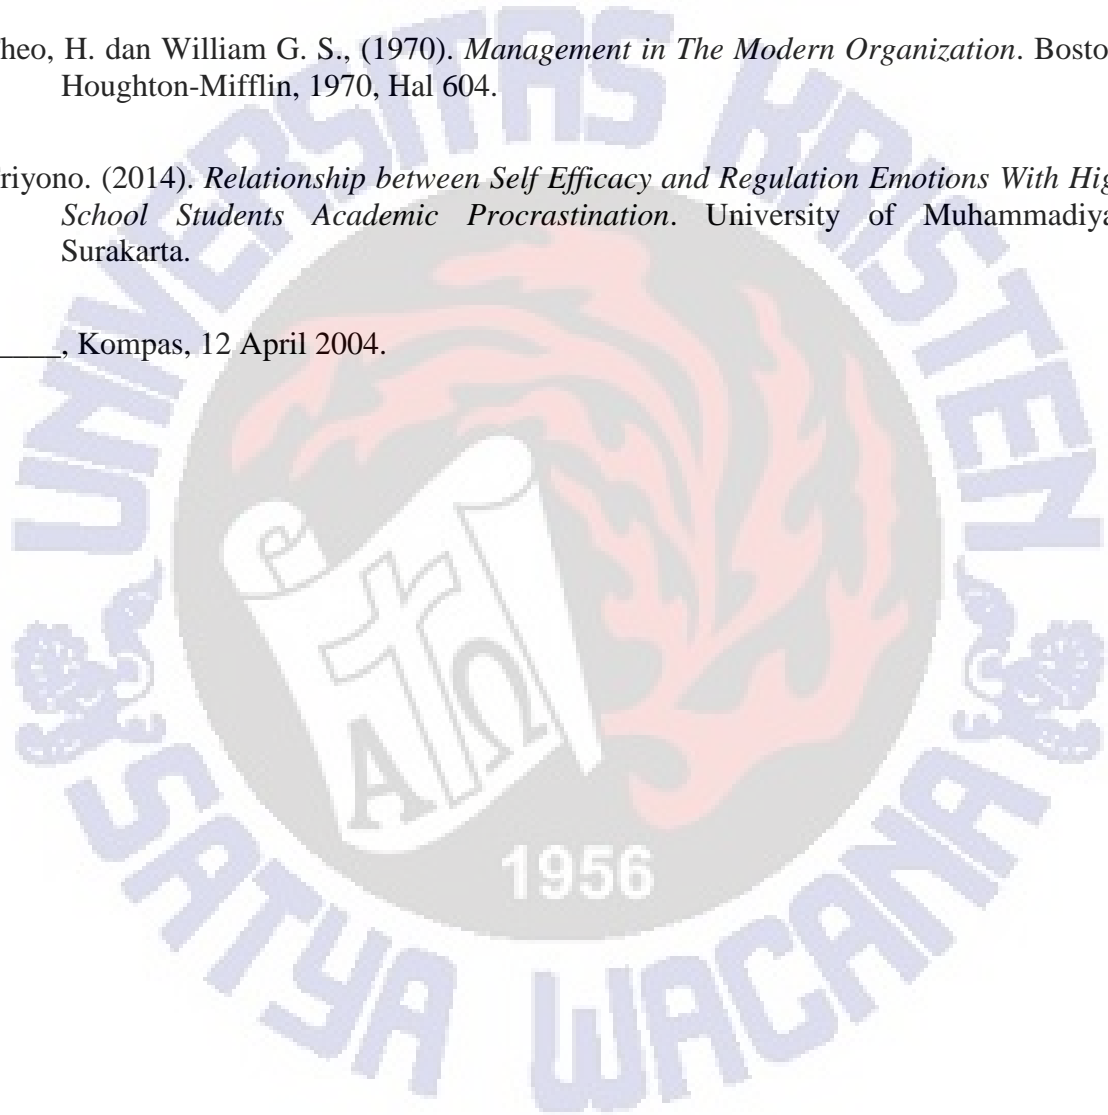 heo, H. dan William G. S., (1970). Management in The Modern Organization. Bosto
Houghton-Mifflin, 1970, Hal 604.
riyono. (2014). Relationship between Self Efficacy and Regulation Emotions With Hig
School Students Academic Procrastination. University of Muhammadiya
Surakarta.
____, Kompas, 12 April 2004.
UNIVERSITAS KRISTEN
SATYA WACANA
Α Ω
1956